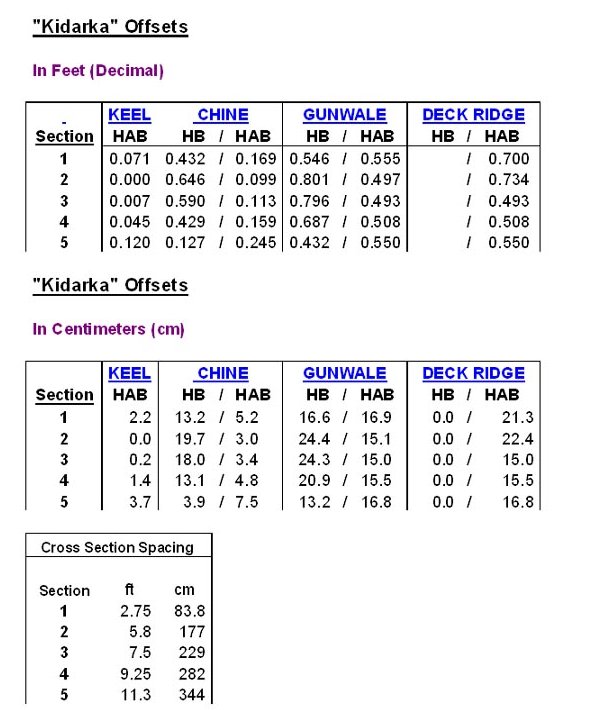 "Kidarka" Offsets
In Feet (Decimal)
KEEL CHINE GUNWALE DECK RIDGE
Section HAB HB / HAB HB / HAB HB / HAB
1 0.071 0.432 / 0.169 0.546 / 0.555 / 0.700
2 0.000 0.646 / 0.099 0.801 / 0.497 / 0.734
3 0.007 0.590 / 0.113 0.796 / 0.493 / 0.493
4 0.045 0.429 / 0.159 0.687 / 0.508 / 0.508
5 0.120 0.127 / 0.245 0.432 / 0.550 / 0.550
"Kidarka" Offsets
In Centimeters (cm)
KEEL CHINE GUNWALE DECK RIDGE
Section HAB HB / HAB HB / HAB HB / HAB
1 2.2 13.2 / 5.2 16.6 / 16.9 0.0 / 21.3
2 0.0 19.7 / 3.0 24.4 / 15.1 0.0 / 22.4
3 0.2 18.0 / 3.4 24.3 / 15.0 0.0 / 15.0
4 1.4 13.1 / 4.8 20.9 / 15.5 0.0 / 15.5
5 3.7 3.9 / 7.5 13.2 / 16.8 0.0 / 16.8
Cross Section Spacing
Section ft cm
1 2.75 83.8
2 5.8 177
3 7.5 229
4 9.25 282
5 11.3 344